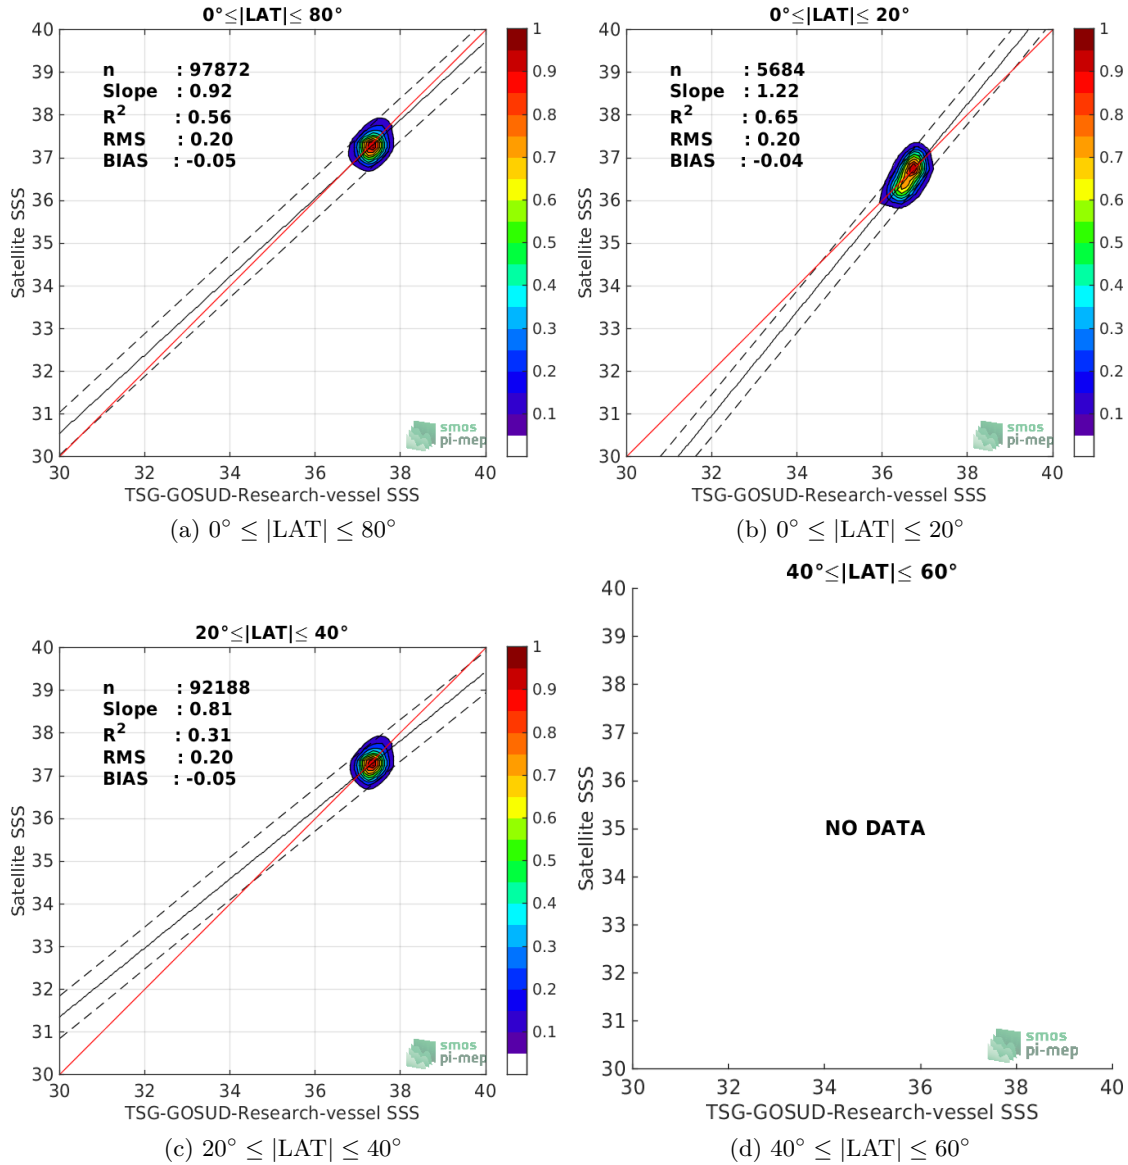 0°≤|LAT|≤ 80°
n : 97872
Slope : 0.92
R² : 0.56
RMS : 0.20
BIAS : -0.05
Satellite SSS
40
39
38
37
36
35
34
33
32
31
30
30 32 34 36 38 40
TSG-GOSUD-Research-vessel SSS
1
0.9
0.8
0.7
0.6
0.5
0.4
0.3
0.2
0.1
smos
pi-mep
(a) 0° ≤ |LAT| ≤ 80°
0°≤|LAT|≤ 20°
n : 5684
Slope : 1.22
R² : 0.65
RMS : 0.20
BIAS : -0.04
Satellite SSS
40
39
38
37
36
35
34
33
32
31
30
30 32 34 36 38 40
TSG-GOSUD-Research-vessel SSS
1
0.9
0.8
0.7
0.6
0.5
0.4
0.3
0.2
0.1
smos
pi-mep
(b) 0° ≤ |LAT| ≤ 20°
20°≤|LAT|≤ 40°
n : 92188
Slope : 0.81
R² : 0.31
RMS : 0.20
BIAS : -0.05
Satellite SSS
40
39
38
37
36
35
34
33
32
31
30
30 32 34 36 38 40
TSG-GOSUD-Research-vessel SSS
1
0.9
0.8
0.7
0.6
0.5
0.4
0.3
0.2
0.1
smos
pi-mep
(c) 20° ≤ |LAT| ≤ 40°
40°≤|LAT|≤ 60°
Satellite SSS
40
39
38
37
36
35
34
33
32
31
30
NO DATA
30 32 34 36 38 40
TSG-GOSUD-Research-vessel SSS
smos
pi-mep
(d) 40° ≤ |LAT| ≤ 60°